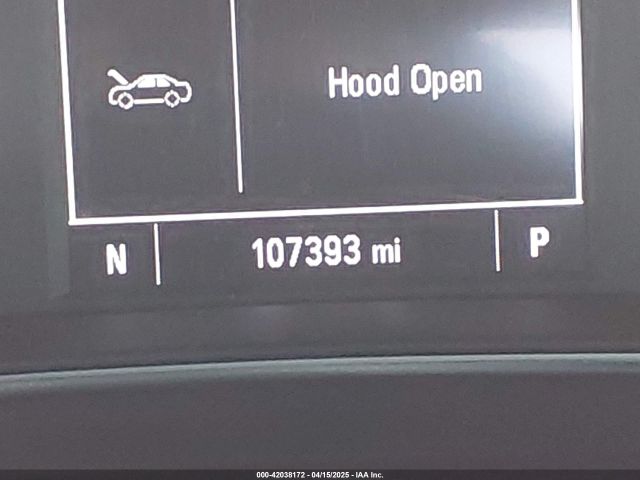 Hood Open
N 107393 mi P
000-42038172 - 04/15/2025 - IAA Inc.